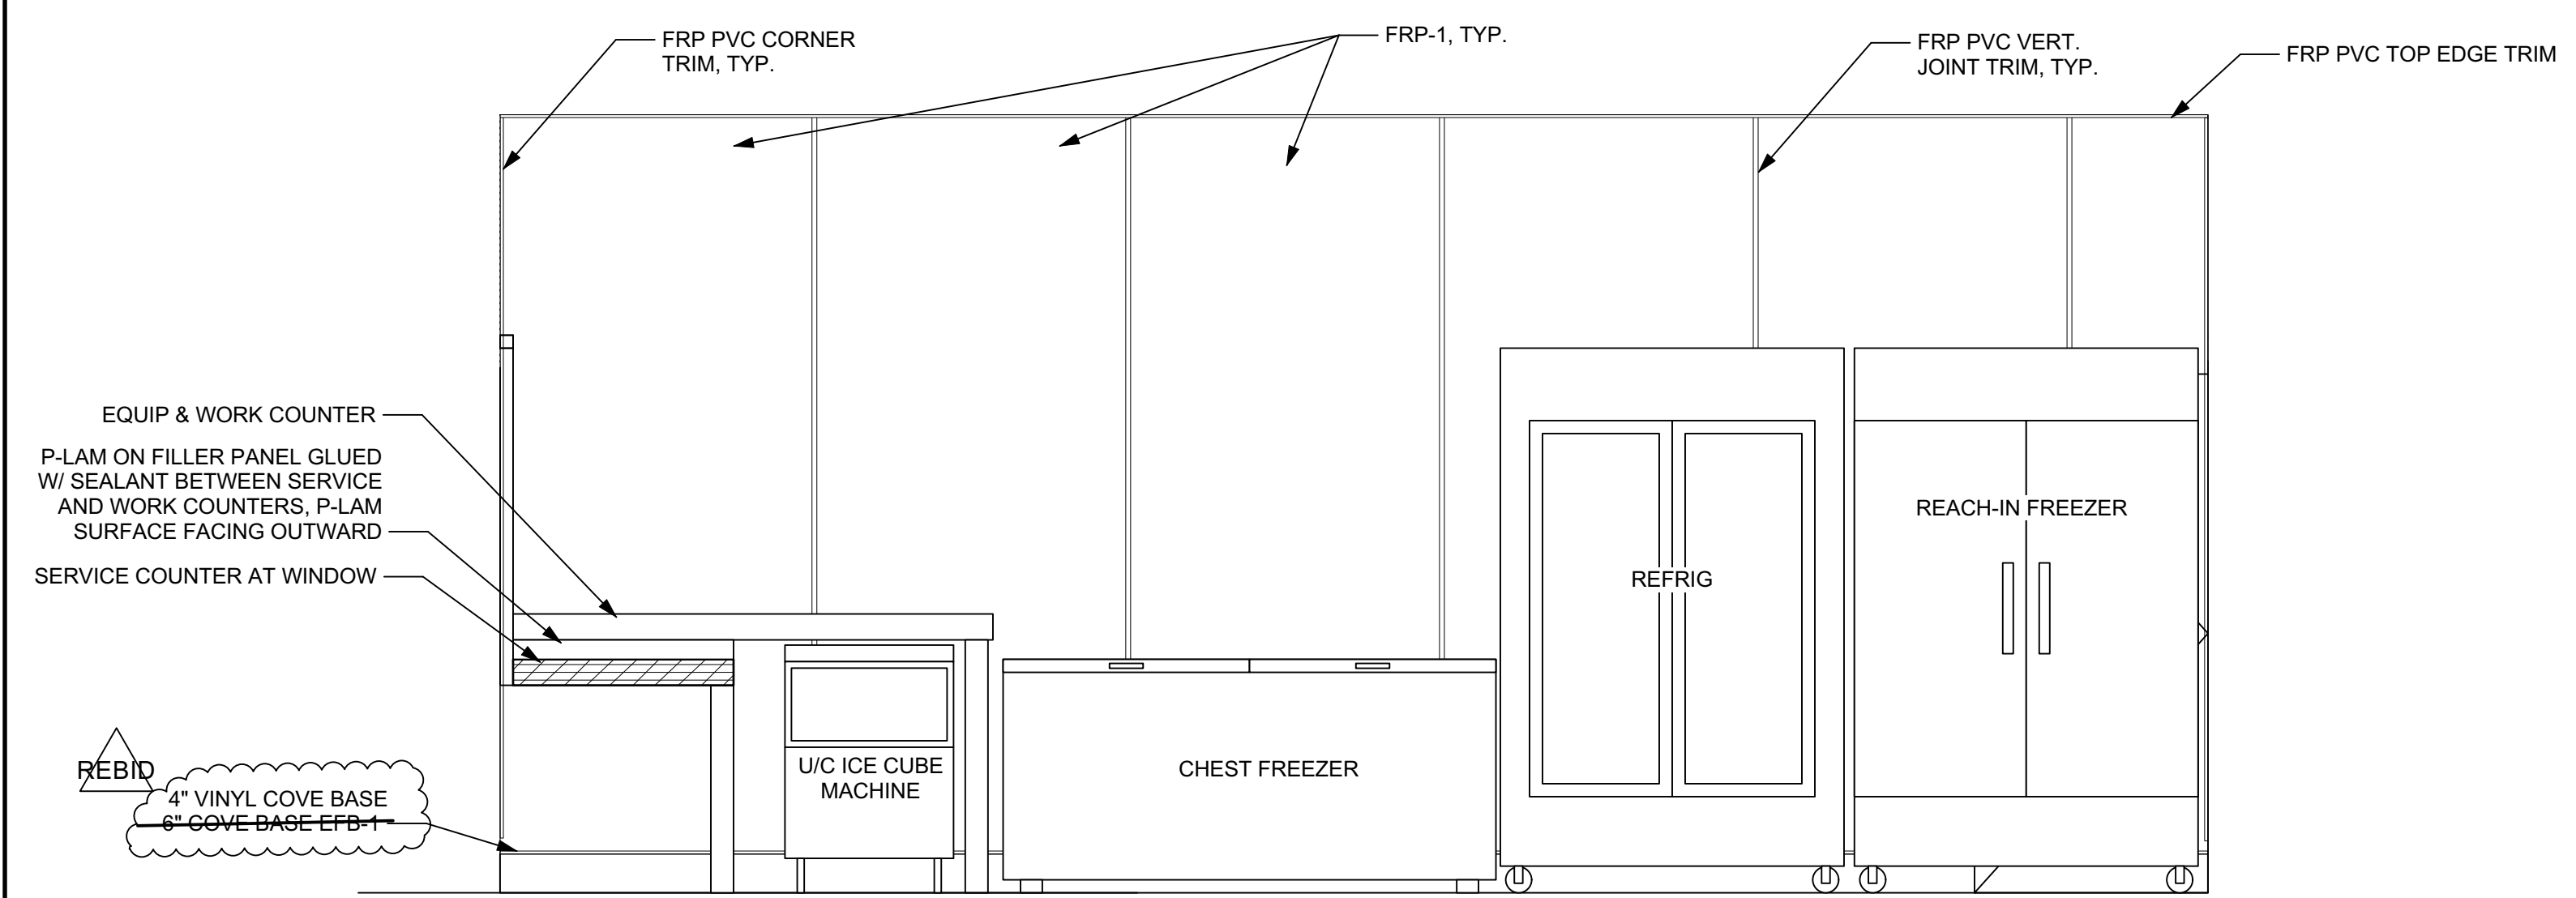 FRP PVC CORNER
TRIM, TYP.
FRP-1, TYP.
FRP PVC VERT.
JOINT TRIM, TYP.
FRP PVC TOP EDGE TRIM
EQUIP & WORK COUNTER
P-LAM ON FILLER PANEL GLUED
W/ SEALANT BETWEEN SERVICE
AND WORK COUNTERS, P-LAM
SURFACE FACING OUTWARD
SERVICE COUNTER AT WINDOW
REACH-IN FREEZER
REFRIG
U/C ICE CUBE
MACHINE
CHEST FREEZER
REBID
4" VINYL COVE BASE
6" COVE BASE EFB-1